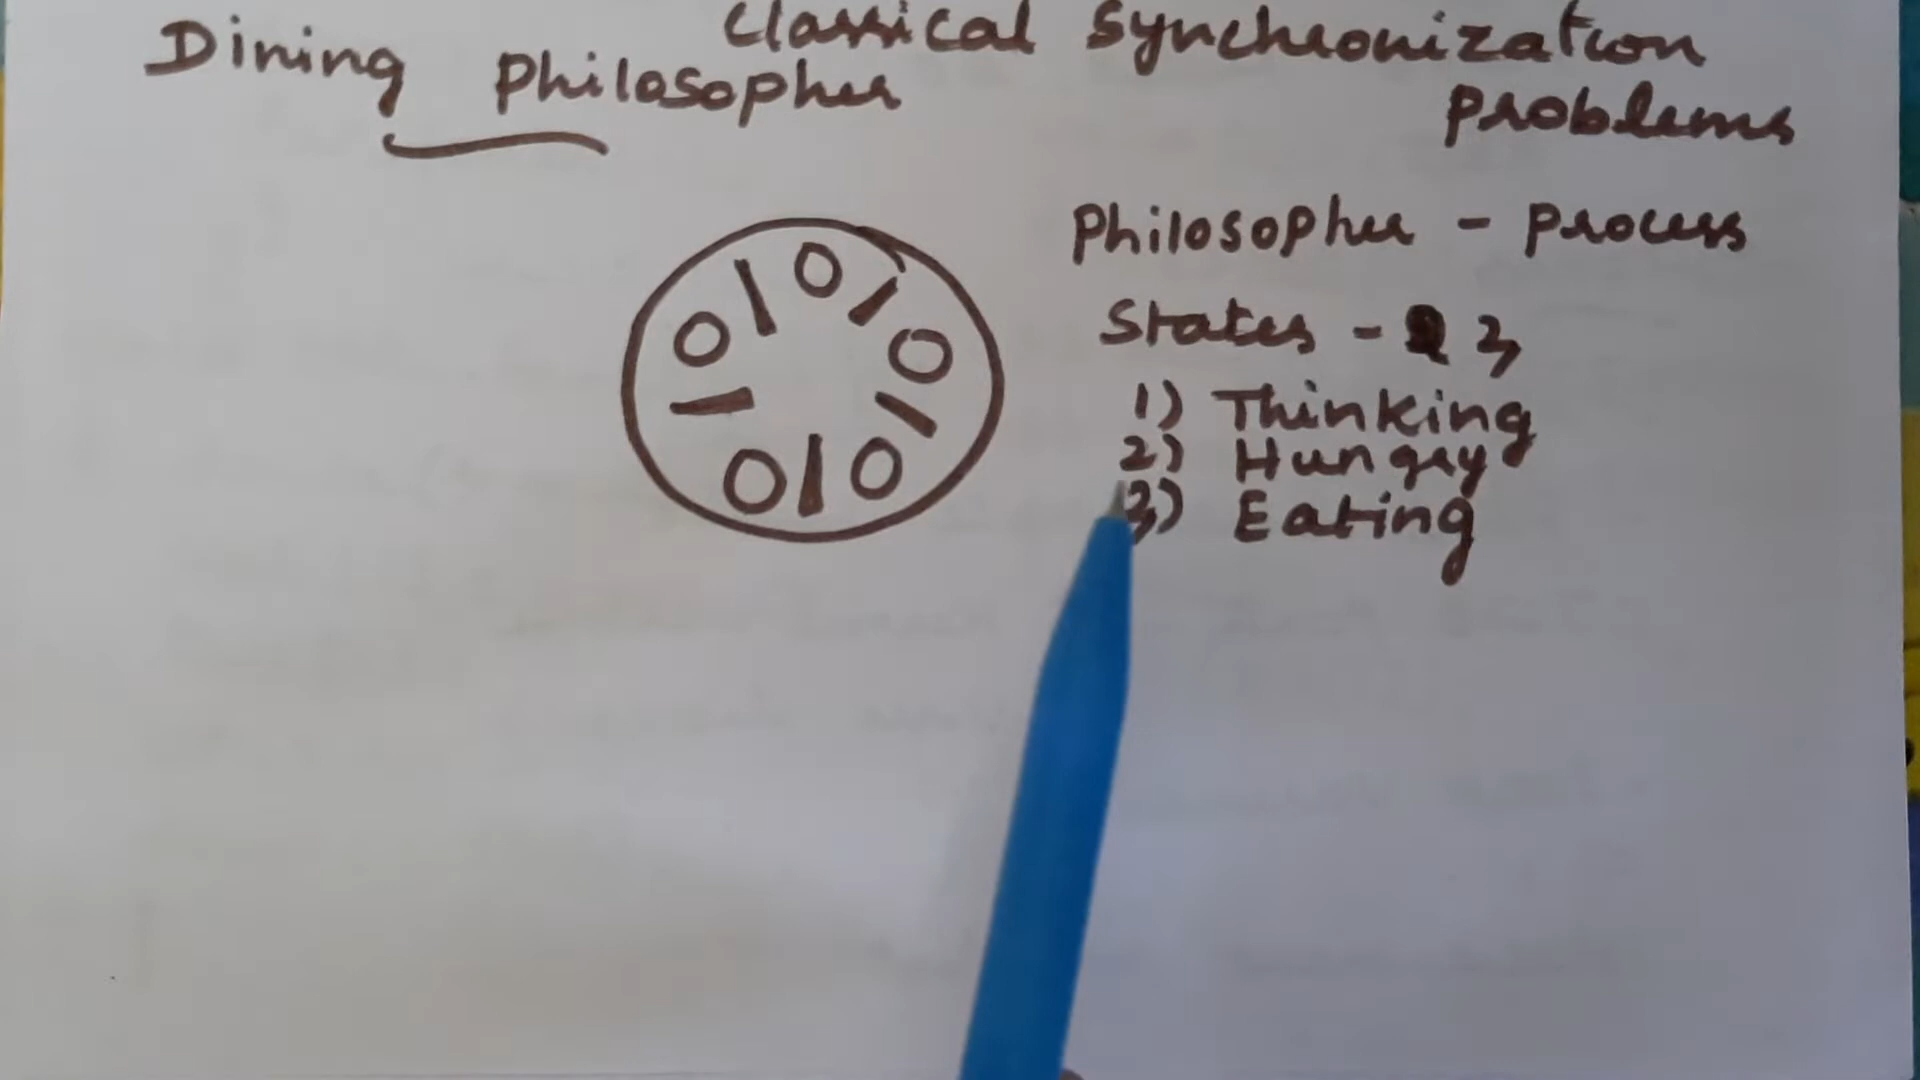 Classical Synchronization
Dining Philosopher
Problems
Philosopher - Process
States - 3
1) Thinking
2) Hungry
3) Eating